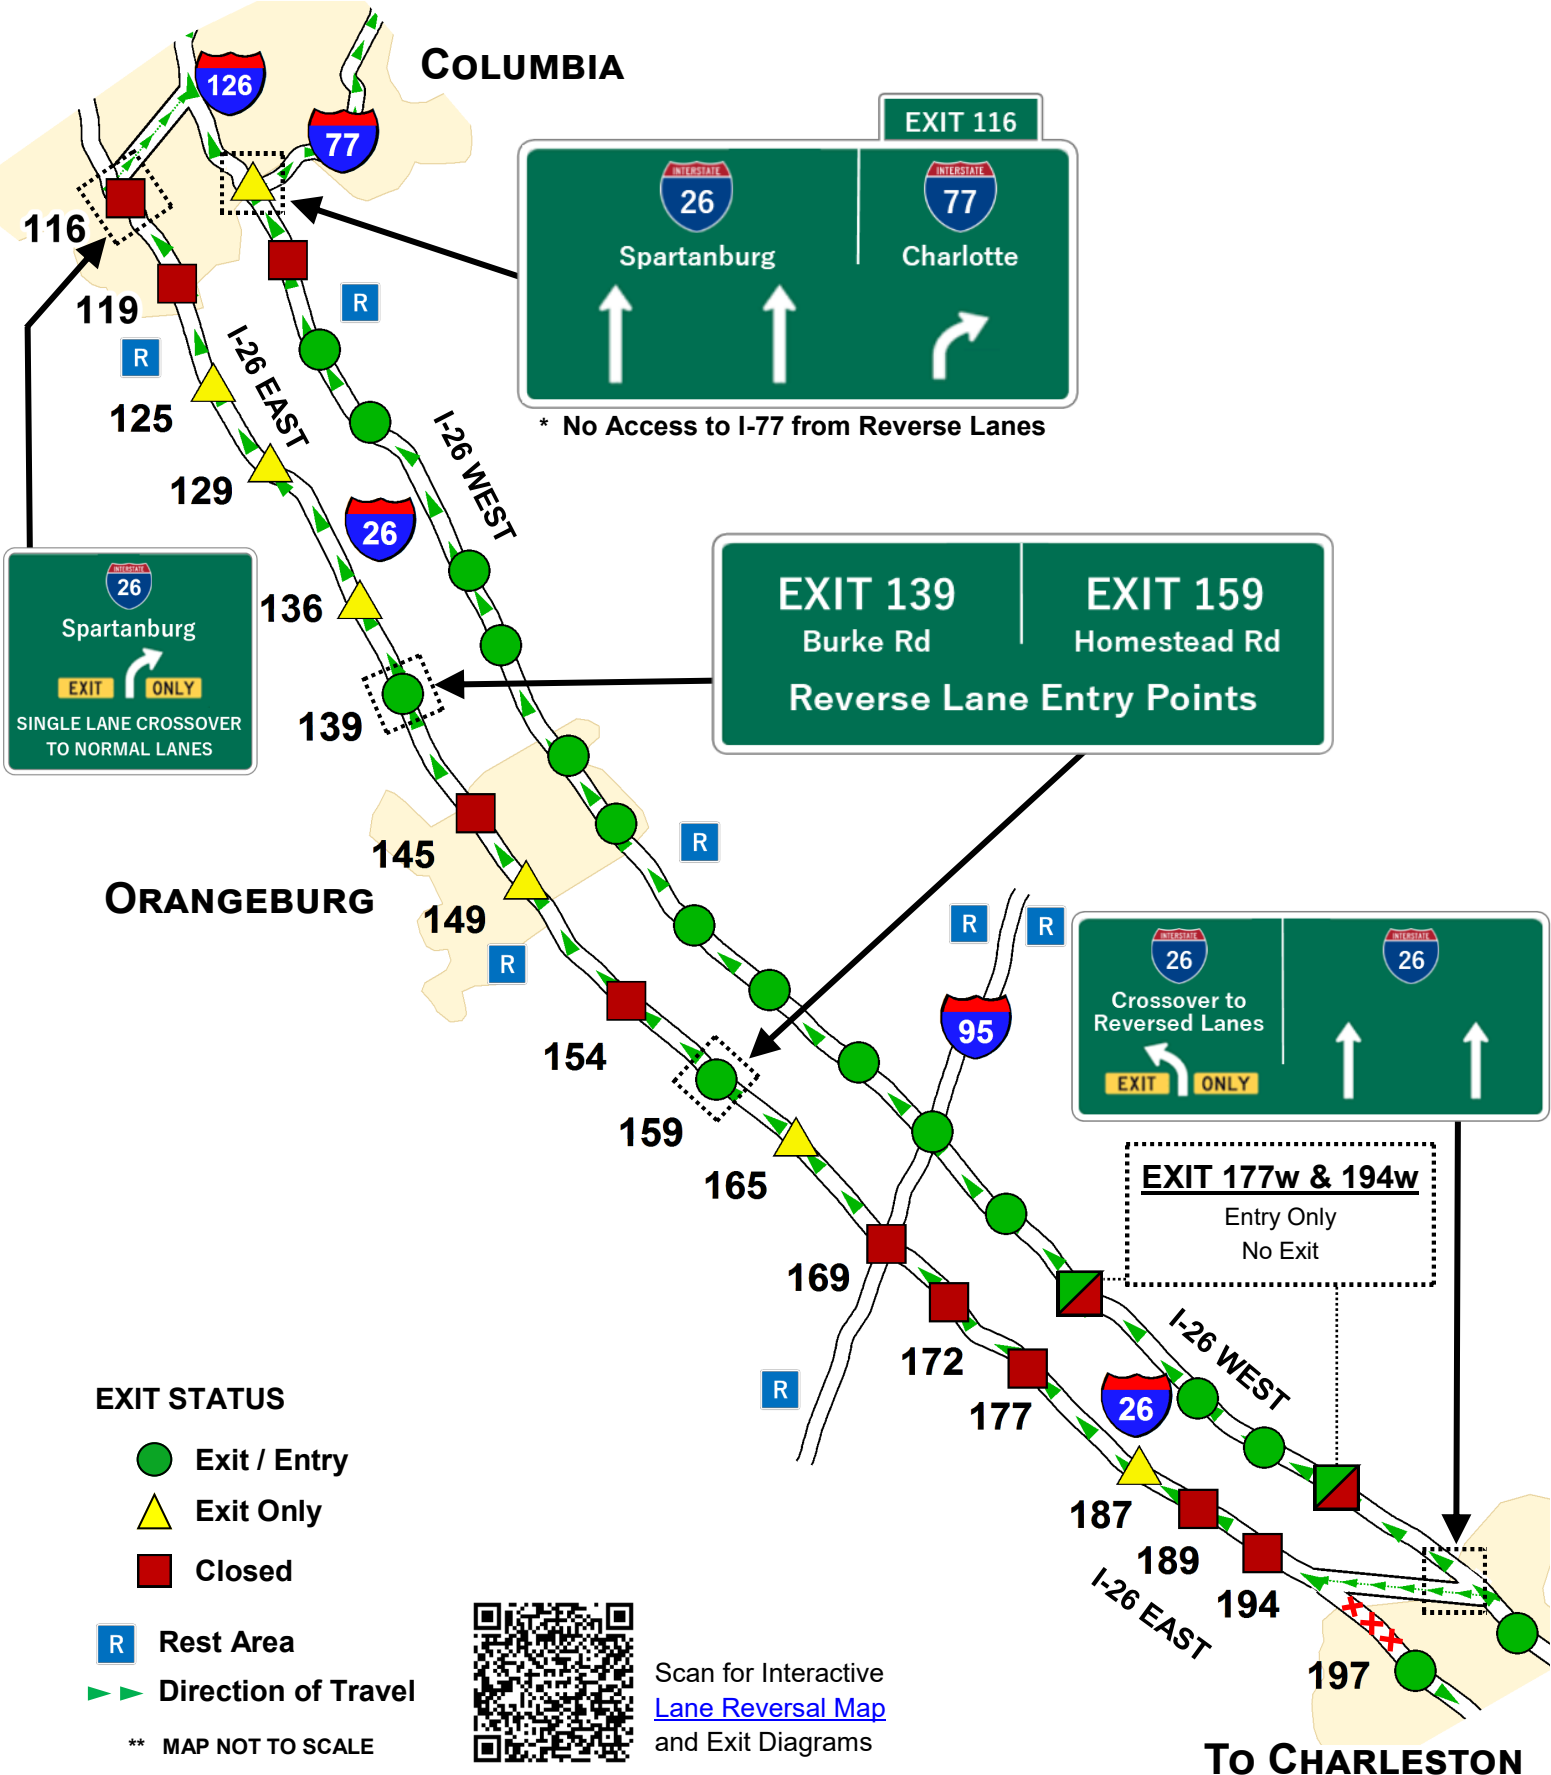 COLUMBIA
126
77
EXIT 116
INTERSTATE
26
Spartanburg
INTERSTATE
77
Charlotte
* No Access to I-77 from Reverse Lanes
116
119
R
R
125
129
I-26 EAST
I-26 WEST
26
INTERSTATE
26
Spartanburg
EXIT ONLY
SINGLE LANE CROSSOVER
TO NORMAL LANES
136
139
EXIT 139
Burke Rd
EXIT 159
Homestead Rd
Reverse Lane Entry Points
145
ORANGEBURG
149
R
R
R
R
95
154
159
165
169
172
177
R
INTERSTATE
26
Crossover to
Reversed Lanes
EXIT ONLY
INTERSTATE
26
EXIT 177w & 194w
Entry Only
No Exit
I-26 WEST
26
187
189
194
I-26 EAST
197
TO CHARLESTON
EXIT STATUS
Exit / Entry
Exit Only
Closed
R Rest Area
Direction of Travel
** MAP NOT TO SCALE
Scan for Interactive
Lane Reversal Map
and Exit Diagrams